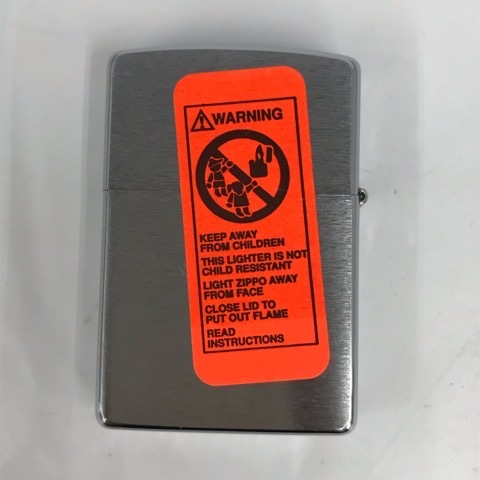 WARNING
KEEP AWAY
FROM CHILDREN
THIS LIGHTER IS NOT
CHILD RESISTANT
LIGHT ZIPPO AWAY
FROM FACE
CLOSE LID TO
PUT OUT FLAME
READ
INSTRUCTIONS